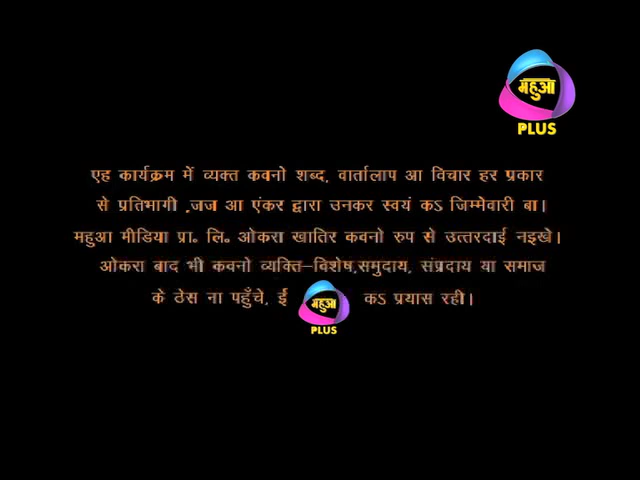 महुआ
PLUS
एह कार्यक्रम में व्यक्त कवनो शब्द, वार्तालाप आ विचार हर प्रकार
से प्रतिभागी ,जज आ एंकर द्वारा उनकर स्वयं कऽ जिम्मेवारी बा।
महुआ मीडिया प्रा॰ लि॰ ओकरा खातिर कवनो रुप से उत्तरदाई नइखे।
ओकरा बाद भी कवनो व्यक्ति-विशेष,समुदाय, संप्रदाय या समाज
के ठेस ना पहुँचे, ई महुआ PLUS कऽ प्रयास रही।